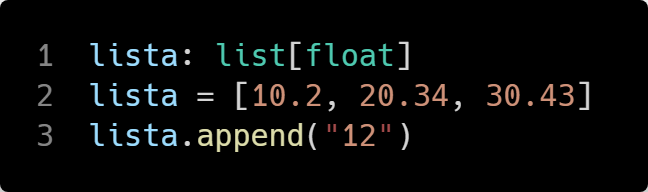 1 lista: list[float]
2 lista = [10.2, 20.34, 30.43]
3 lista.append("12")